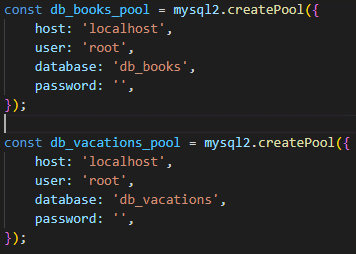 const db_books_pool = mysql2.createPool({
    host: 'localhost',
    user: 'root',
    database: 'db_books',
    password: '',
});
const db_vacations_pool = mysql2.createPool({
    host: 'localhost',
    user: 'root',
    database: 'db_vacations',
    password: '',
});